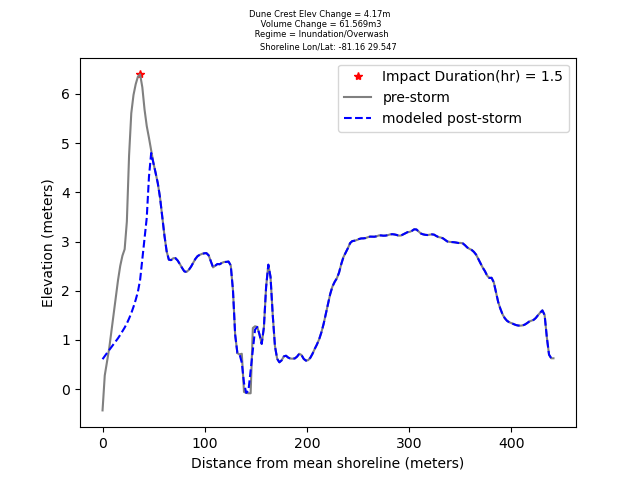 Dune Crest Elev Change = 4.17m
Volume Change = 61.569m3
Regime = Inundation/Overwash
Shoreline Lon/Lat: -81.16 29.547
Impact Duration(hr) = 1.5
pre-storm
modeled post-storm
Elevation (meters)
6
5
4
3
2
1
0
0 100 200 300 400
Distance from mean shoreline (meters)